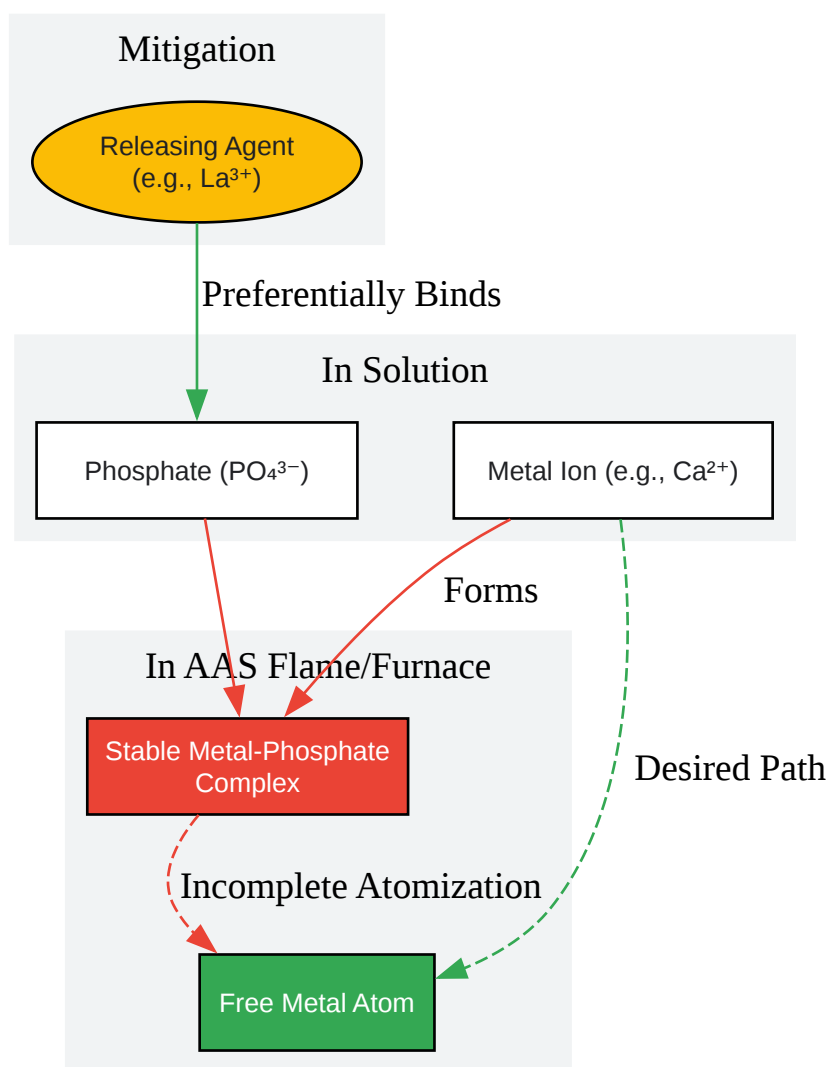 Mitigation
Releasing Agent
(e.g., La³⁺)
Preferentially Binds
In Solution
Phosphate (PO₄³⁻)
Metal Ion (e.g., Ca²⁺)
Forms
In AAS Flame/Furnace
Stable Metal-Phosphate
Complex
Desired Path
Incomplete Atomization
Free Metal Atom